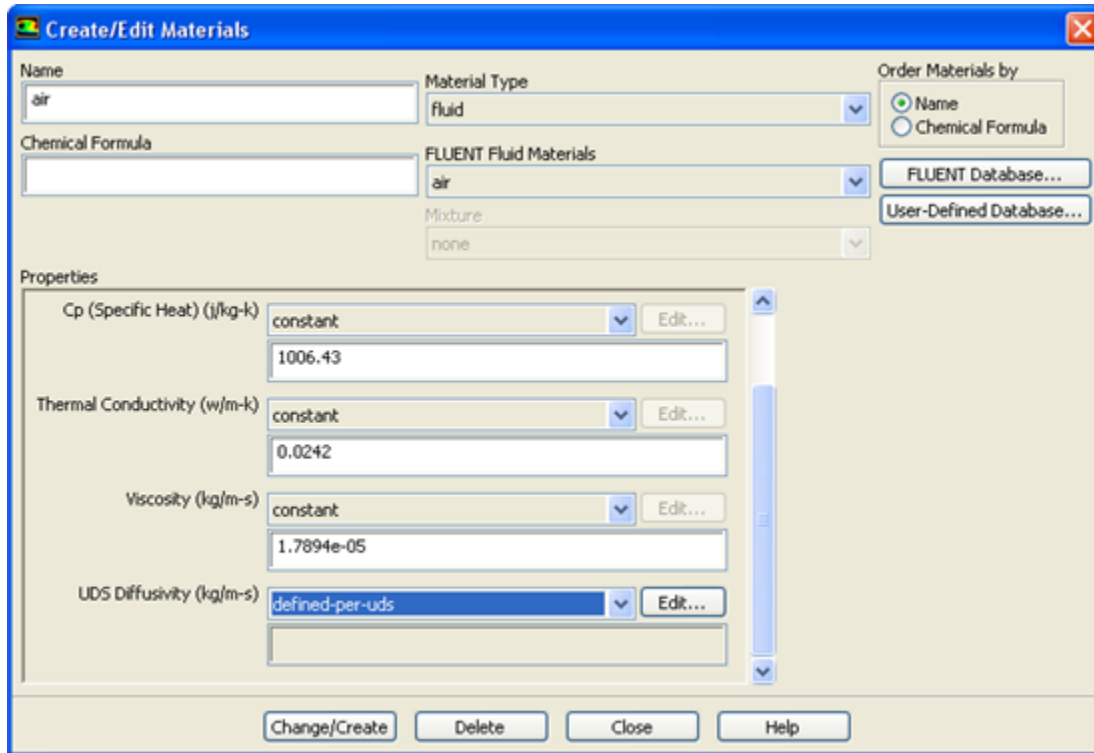 Create/Edit Materials
Name
air
Material Type
fluid
Order Materials by
Name
Chemical Formula
Chemical Formula
FLUENT Fluid Materials
air
FLUENT Database...
User-Defined Database...
Mixture
none
Properties
Cp (Specific Heat) (j/kg-k)
constant
Edit...
1006.43
Thermal Conductivity (w/m-k)
constant
Edit...
0.0242
Viscosity (kg/m-s)
constant
Edit...
1.7894e-05
UDS Diffusivity (kg/m-s)
defined-per-uds
Edit...
Change/Create
Delete
Close
Help